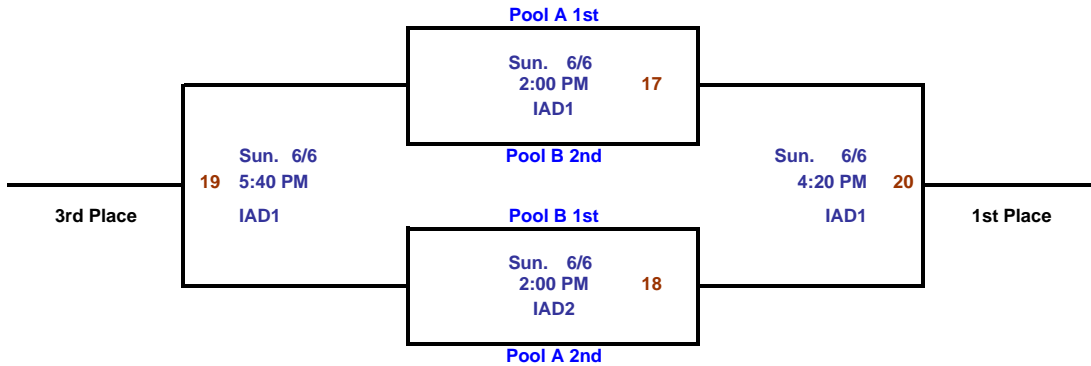 Pool A 1st
Sun. 6/6
2:00 PM 17
IAD1
Pool B 2nd
Sun. 6/6
19 5:40 PM
IAD1
3rd Place
Sun. 6/6
4:20 PM 20
IAD1
1st Place
Pool B 1st
Sun. 6/6
2:00 PM 18
IAD2
Pool A 2nd